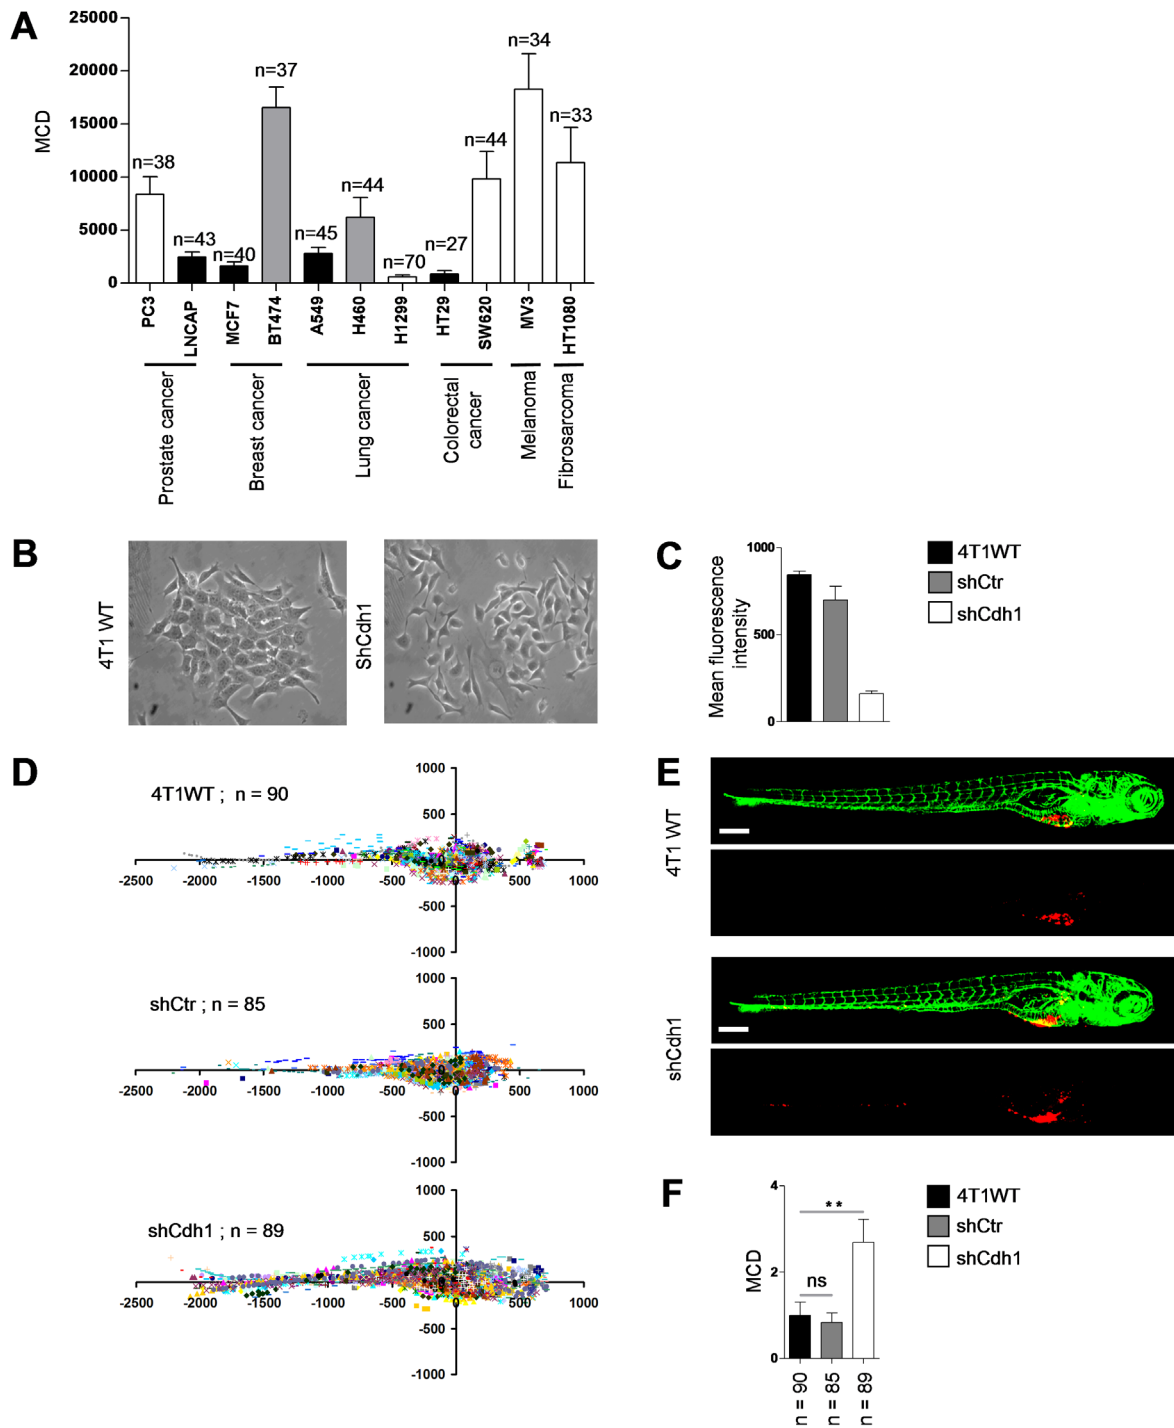 A
MCD
25000
20000
15000
10000
5000
0
n=38
n=43
n=40
n=37
n=45
n=44
n=70
n=27
n=44
n=34
n=33
PC3
LNCAP
MCF7
BT474
A549
H460
H1299
HT29
SW620
MV3
HT1080
Prostate cancer
Breast cancer
Lung cancer
Colorectal
cancer
Melanoma
Fibrosarcoma
B
4T1 WT
ShCdh1
C
Mean fluorescence
intensity
1000
500
0
4T1WT
shCtr
shCdh1
D
4T1WT ; n = 90
1000
500
0
-500
-1000
-2500 -2000 -1500 -1000 -500 0 500 1000
shCtr ; n = 85
1000
500
0
-500
-1000
-2500 -2000 -1500 -1000 -500 0 500 1000
shCdh1 ; n = 89
1000
500
0
-500
-1000
-2500 -2000 -1500 -1000 -500 0 500 1000
E
4T1 WT
shCdh1
F
MCD
4
2
0
**
ns
n = 90
n = 85
n = 89
4T1WT
shCtr
shCdh1